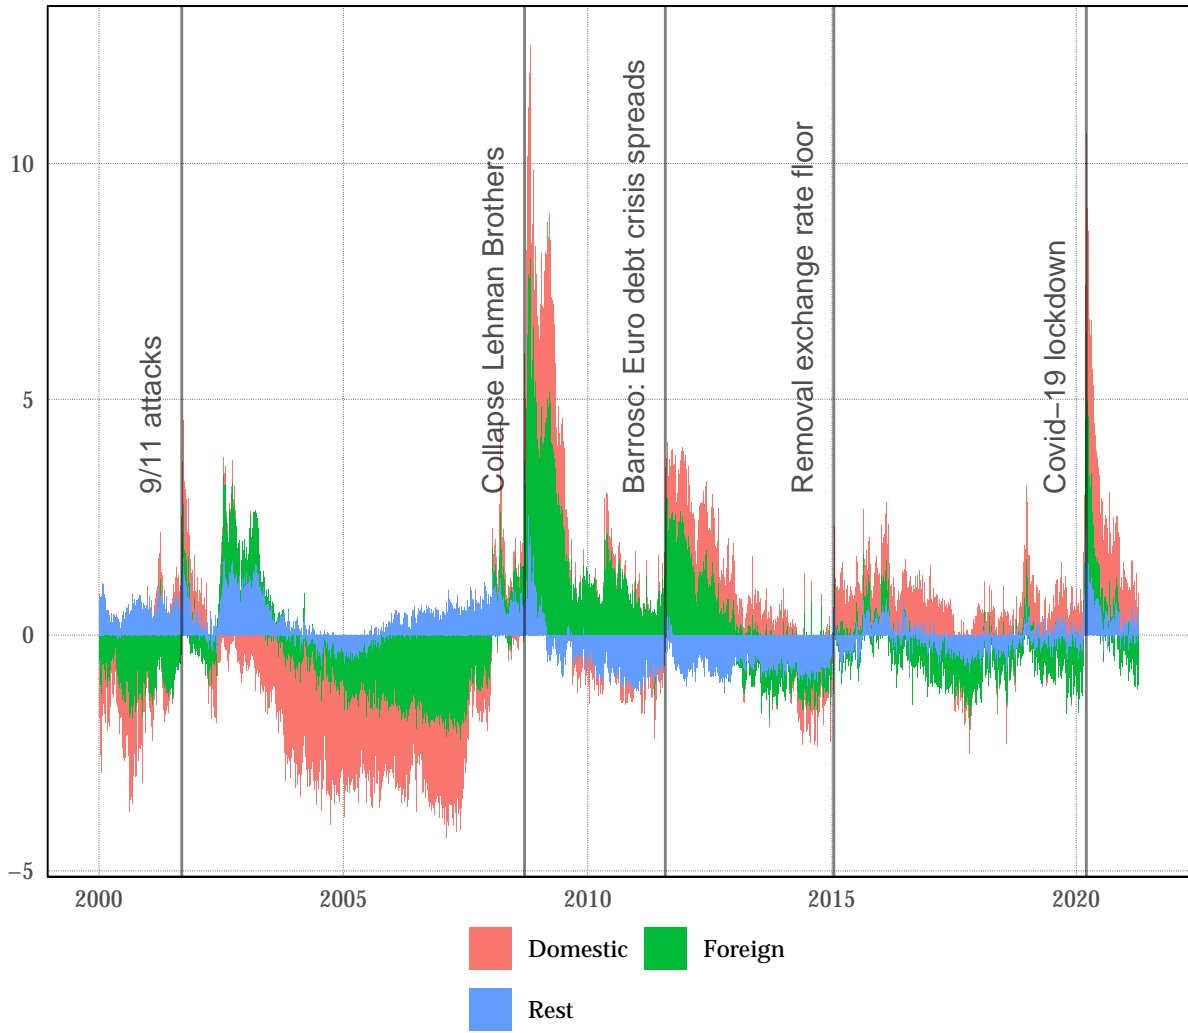 10
5
0
−5
9/11 attacks
Collapse Lehman Brothers
Barroso: Euro debt crisis spreads
Removal exchange rate floor
Covid−19 lockdown
2000
2005
2010
2015
2020
Domestic
Foreign
Rest